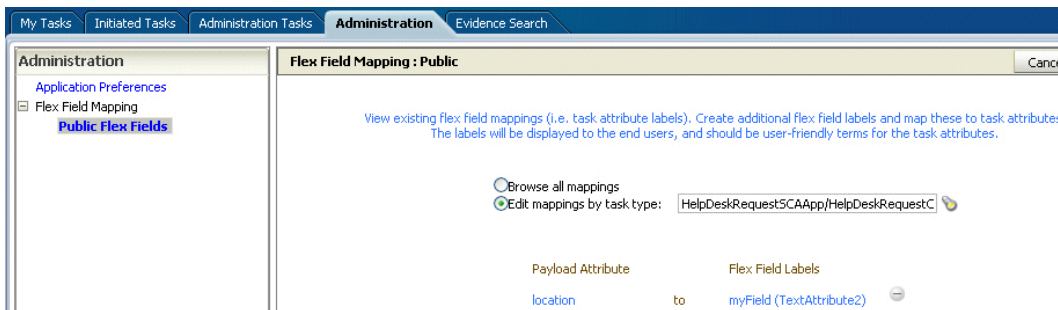 My Tasks Initiated Tasks Administration Tasks Administration Evidence Search
Administration
Application Preferences
Flex Field Mapping
Public Flex Fields
Flex Field Mapping : Public Cance
View existing flex field mappings (i.e. task attribute labels). Create additional flex field labels and map these to task attributes
The labels will be displayed to the end users, and should be user-friendly terms for the task attributes.
Browse all mappings
Edit mappings by task type: HelpDeskRequestSCAApp/HelpDeskRequestC
Payload Attribute Flex Field Labels
location to myField (TextAttribute2)